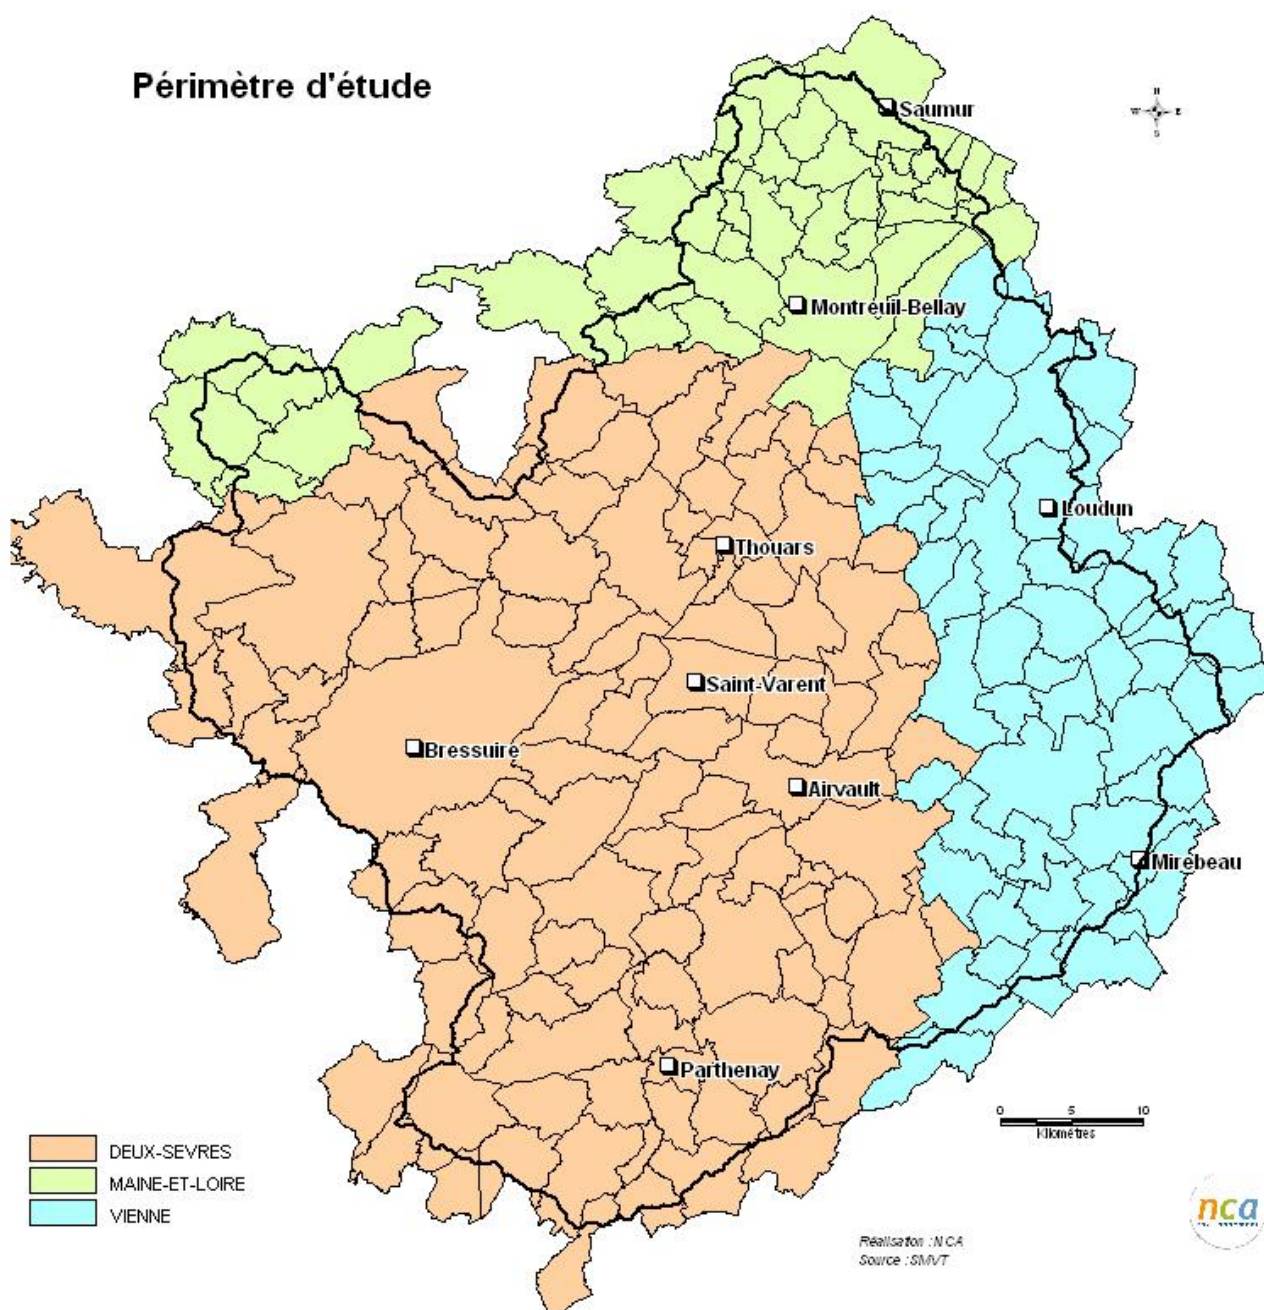 Périmètre d'étude
N
W E
S
Saumur
Montreuil-Bellay
Loudun
Thouars
Saint-Varent
Bressuire
Airvault
Mirebeau
Parthenay
0 5 10
Kilomètres
DEUX-SEVRES
MAINE-ET-LOIRE
VIENNE
nca
Réalisation : NCA
Source : SMVT